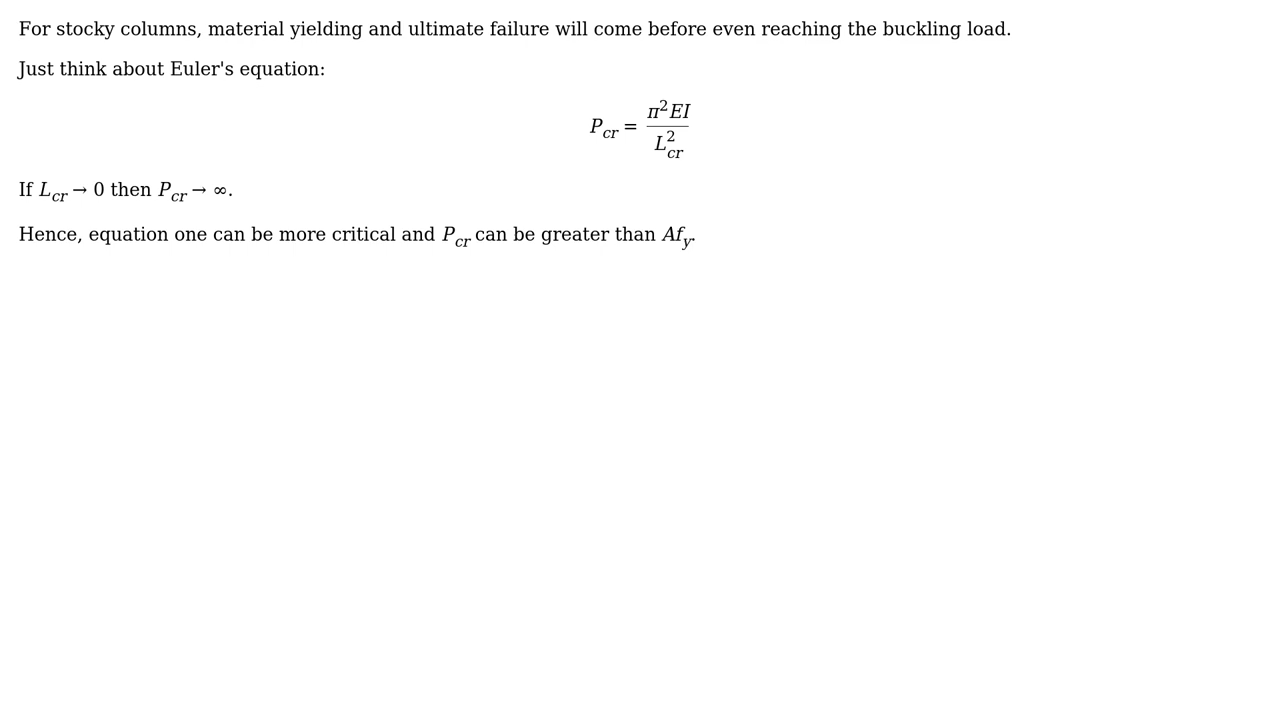 For stocky columns, material yielding and ultimate failure will come before even reaching the buckling load.
Just think about Euler's equation:
P_cr = π²EI / L²_cr
If L_cr → 0 then P_cr → ∞.
Hence, equation one can be more critical and P_cr can be greater than Af_y.